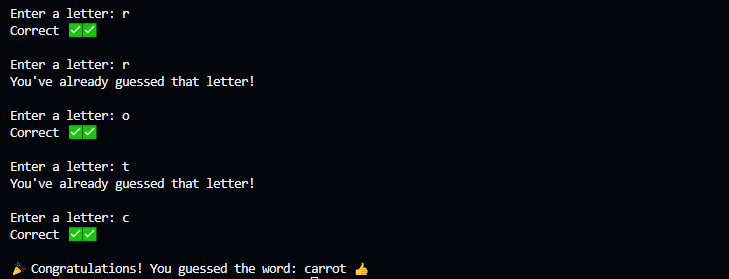 Enter a letter: r
Correct ✅✅
Enter a letter: r
You've already guessed that letter!
Enter a letter: o
Correct ✅✅
Enter a letter: t
You've already guessed that letter!
Enter a letter: c
Correct ✅✅
🎉 Congratulations! You guessed the word: carrot 👍